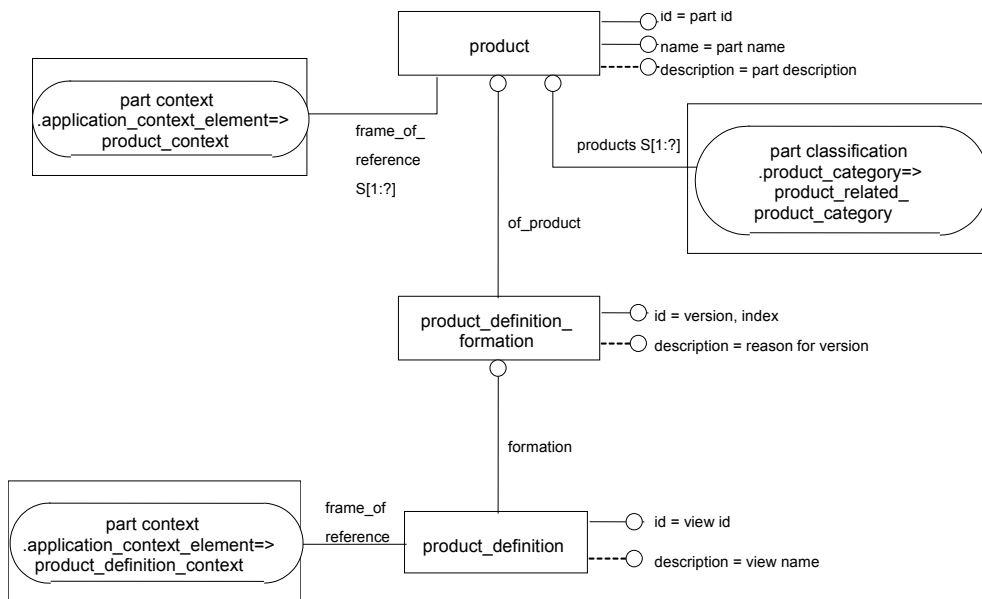 id = part id
product
name = part name
description = part description
part context
.application_context_element=>
product_context
frame_of_
reference
S[1:?]
products S[1:?]
part classification
.product_category=>
product_related_
product_category
of_product
product_definition_
formation
id = version, index
description = reason for version
formation
part context
.application_context_element=>
product_definition_context
frame_of
reference
product_definition
id = view id
description = view name